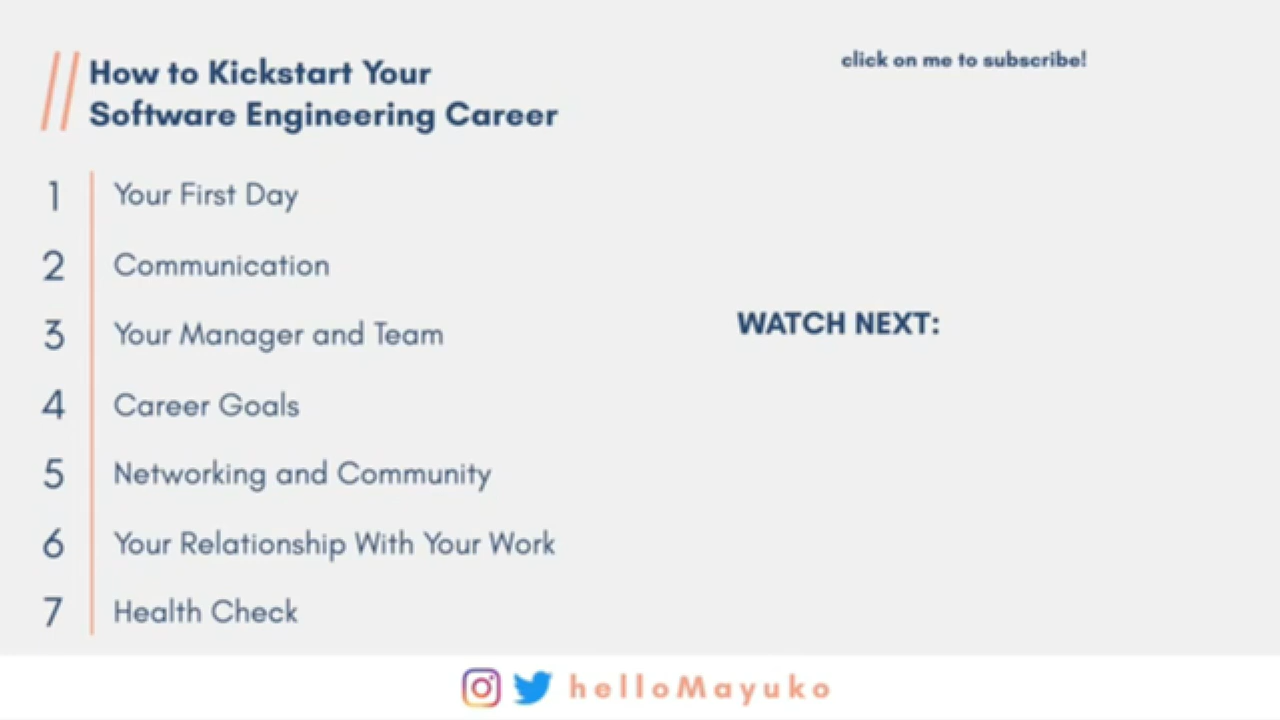 How to Kickstart Your
Software Engineering Career
click on me to subscribe!
1 Your First Day
2 Communication
3 Your Manager and Team
4 Career Goals
5 Networking and Community
6 Your Relationship With Your Work
7 Health Check
WATCH NEXT:
helloMayuko